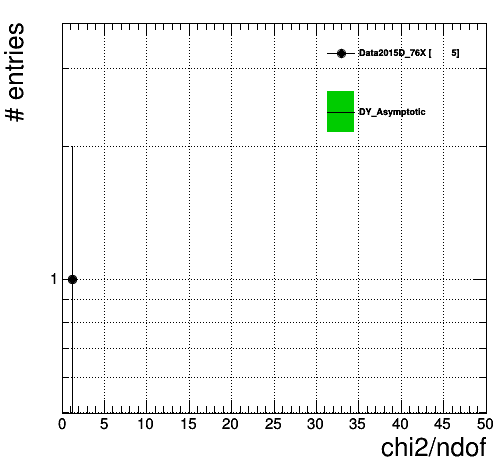 # entries
Data2015D_76X [ 5]
DY_Asymptotic
1
0 5 10 15 20 25 30 35 40 45 50
chi2/ndof